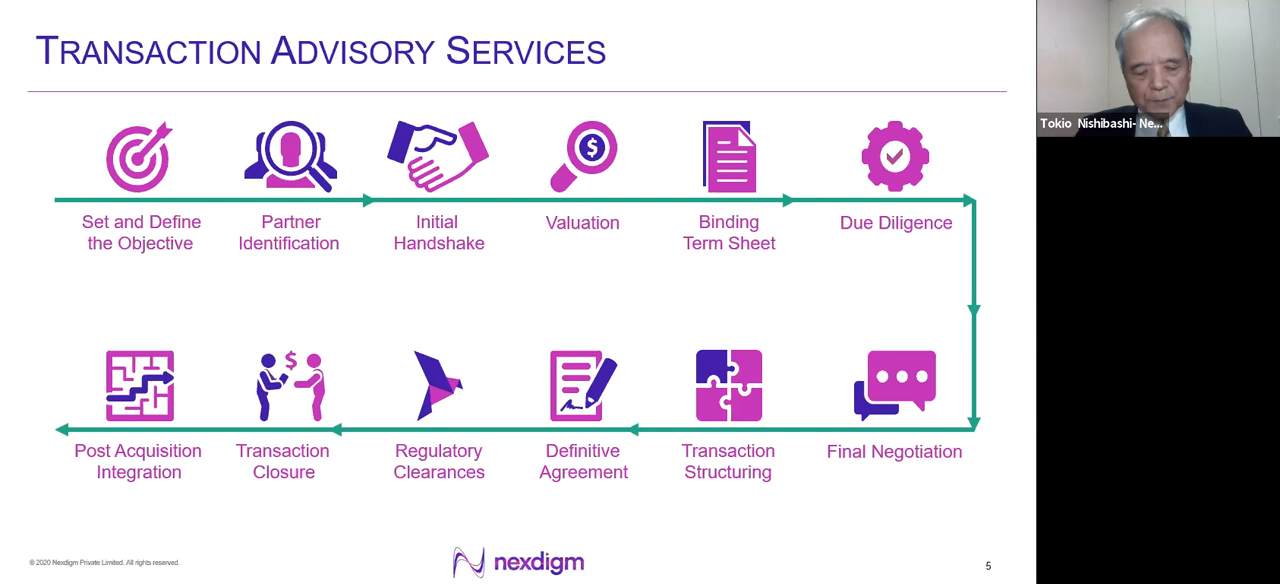 TRANSACTION ADVISORY SERVICES
Tokio Nishibashi- Ne...
$
Set and Define
the Objective
Partner
Identification
Initial
Handshake
Valuation
Binding
Term Sheet
Due Diligence
$
Post Acquisition
Integration
Transaction
Closure
Regulatory
Clearances
Definitive
Agreement
Transaction
Structuring
Final Negotiation
© 2020 Nexdigm Private Limited. All rights reserved.
nexdigm
5